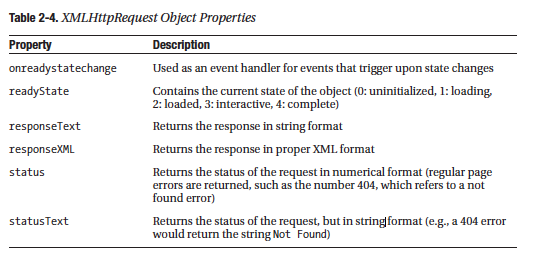 Table 2-4. XMLHttpRequest Object Properties
Property Description
onreadystatechange Used as an event handler for events that trigger upon state changes
readyState Contains the current state of the object (0: uninitialized, 1: loading,
2: loaded, 3: interactive, 4: complete)
responseText Returns the response in string format
responseXML Returns the response in proper XML format
status Returns the status of the request in numerical format (regular page
errors are returned, such as the number 404, which refers to a not
found error)
statusText Returns the status of the request, but in string format (e.g., a 404 error
would return the string Not Found)